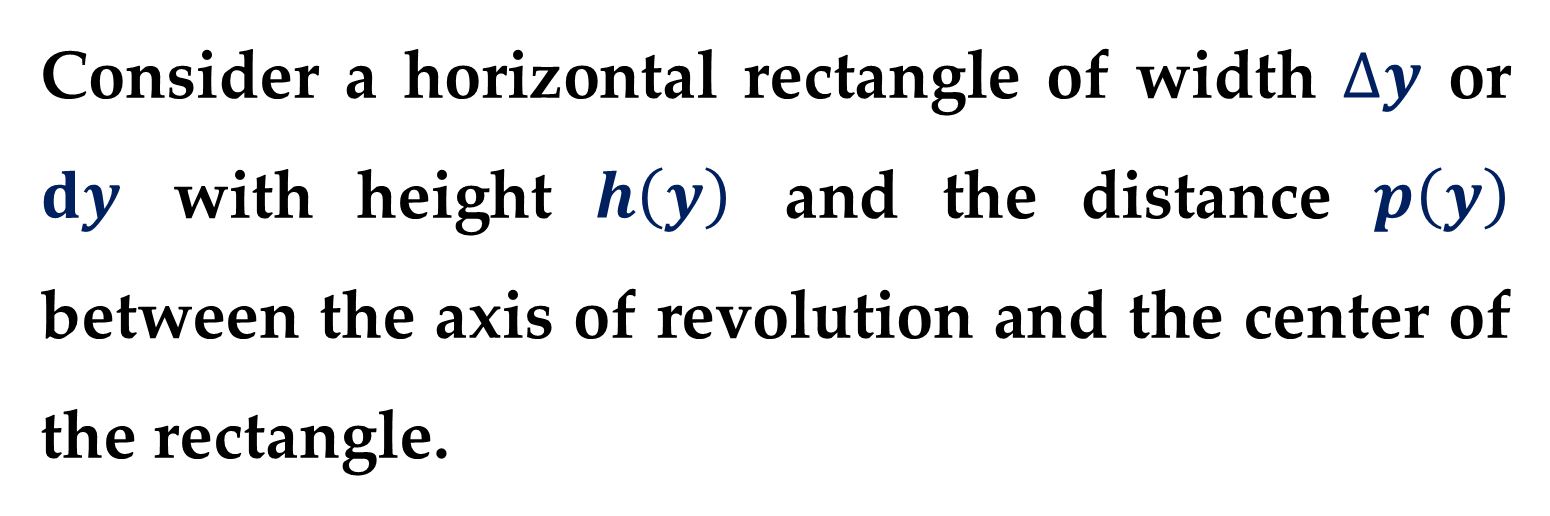 Consider a horizontal rectangle of width Δy or
dy with height h(y) and the distance p(y)
between the axis of revolution and the center of
the rectangle.